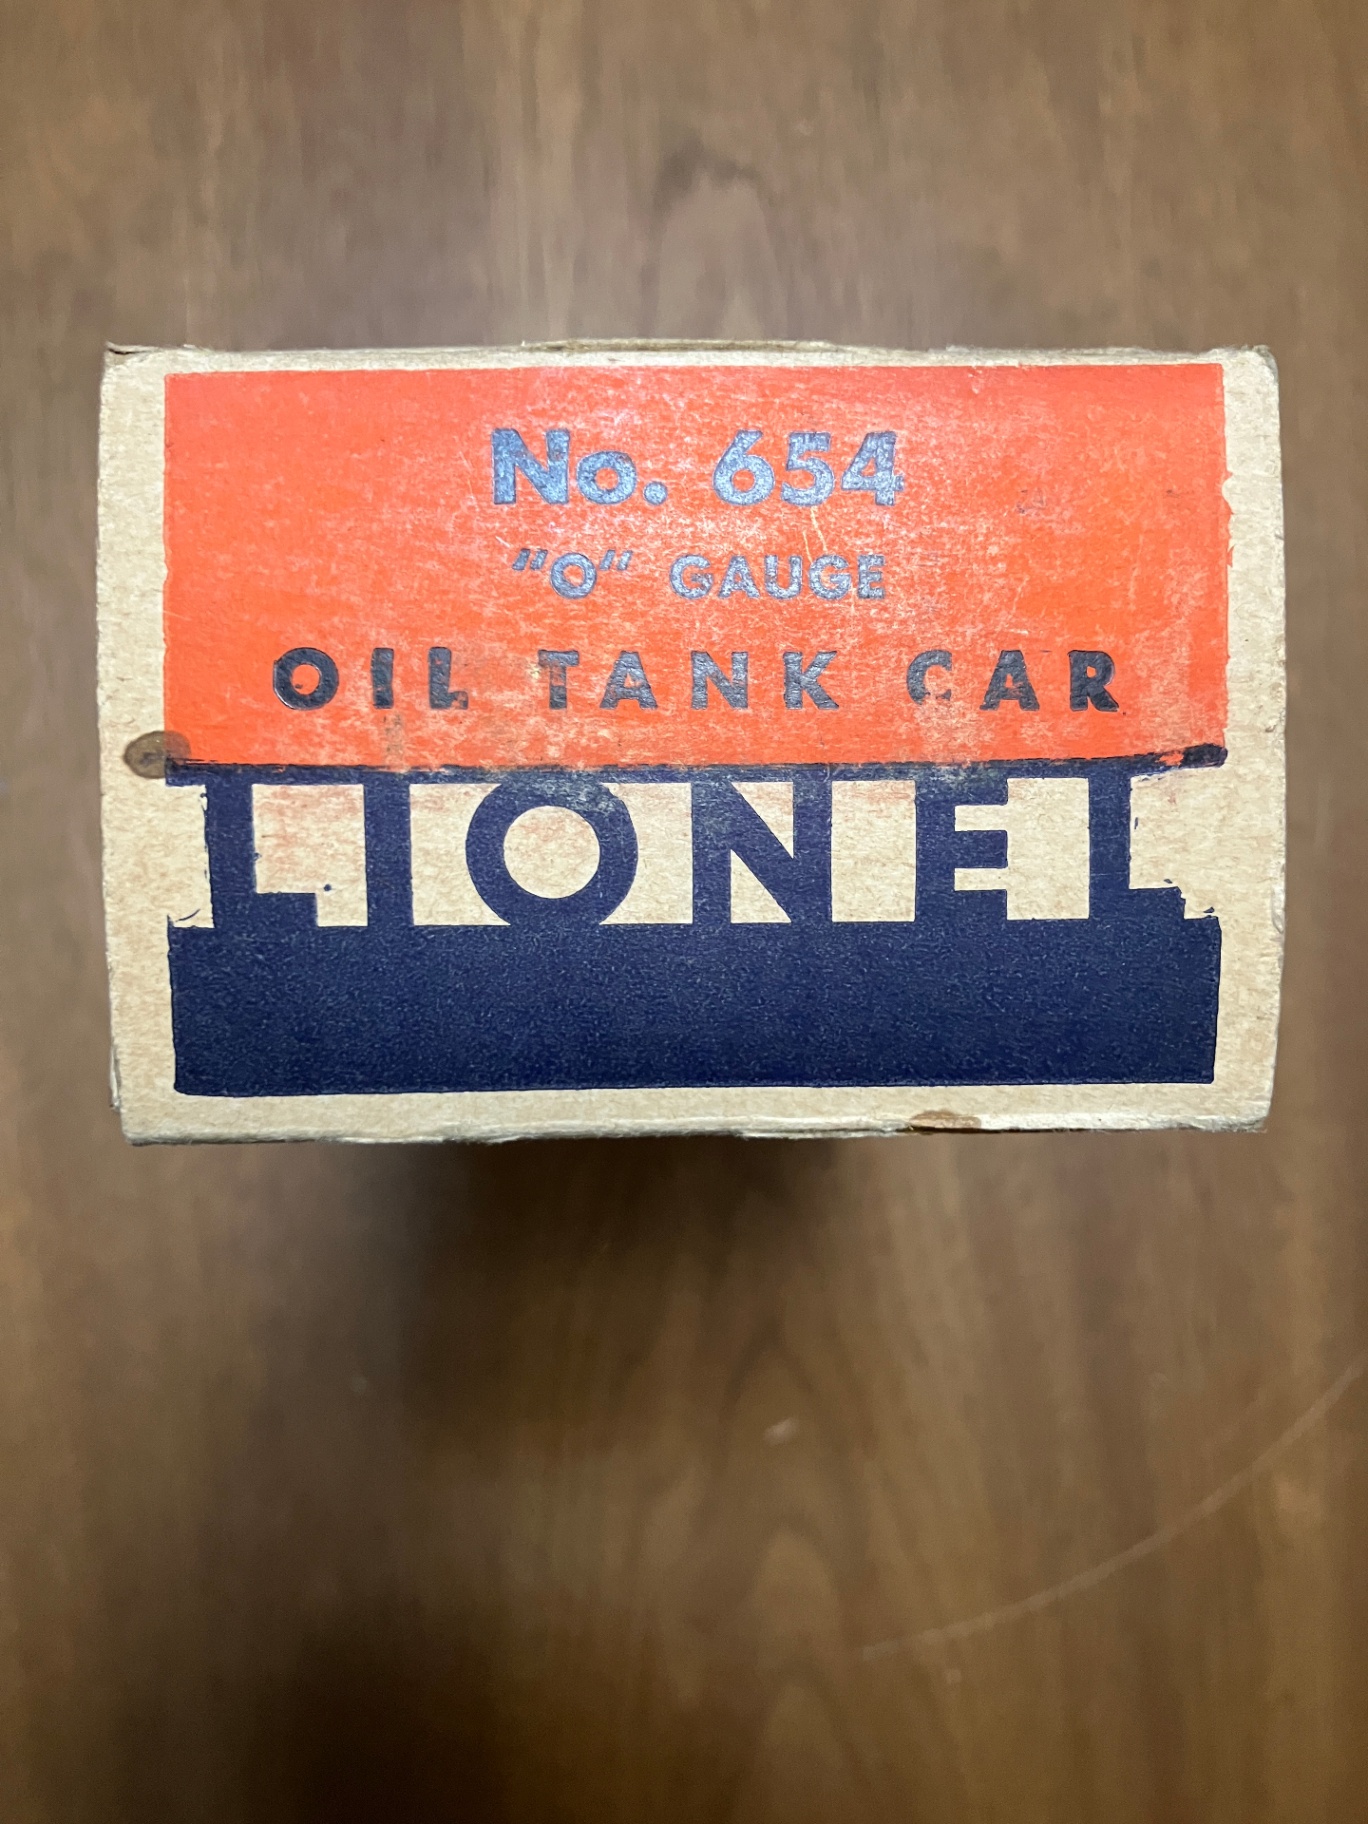 No. 654
"O" GAUGE
OIL TANK CAR
LIONEL